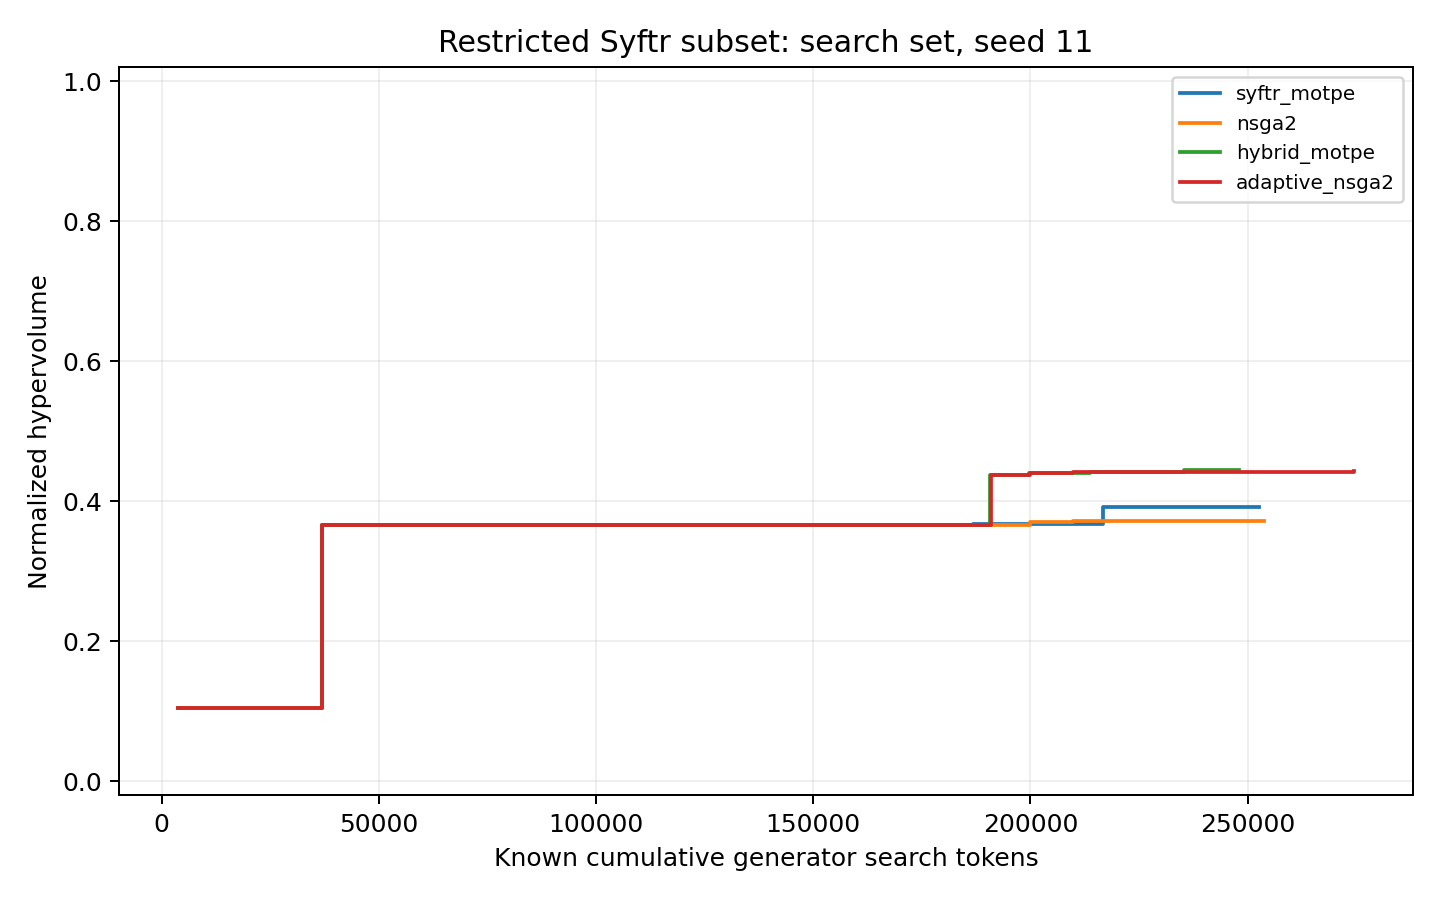 Restricted Syftr subset: search set, seed 11
syftr_motpe
nsga2
hybrid_motpe
adaptive_nsga2
Normalized hypervolume
1.0
0.8
0.6
0.4
0.2
0.0
0 50000 100000 150000 200000 250000
Known cumulative generator search tokens